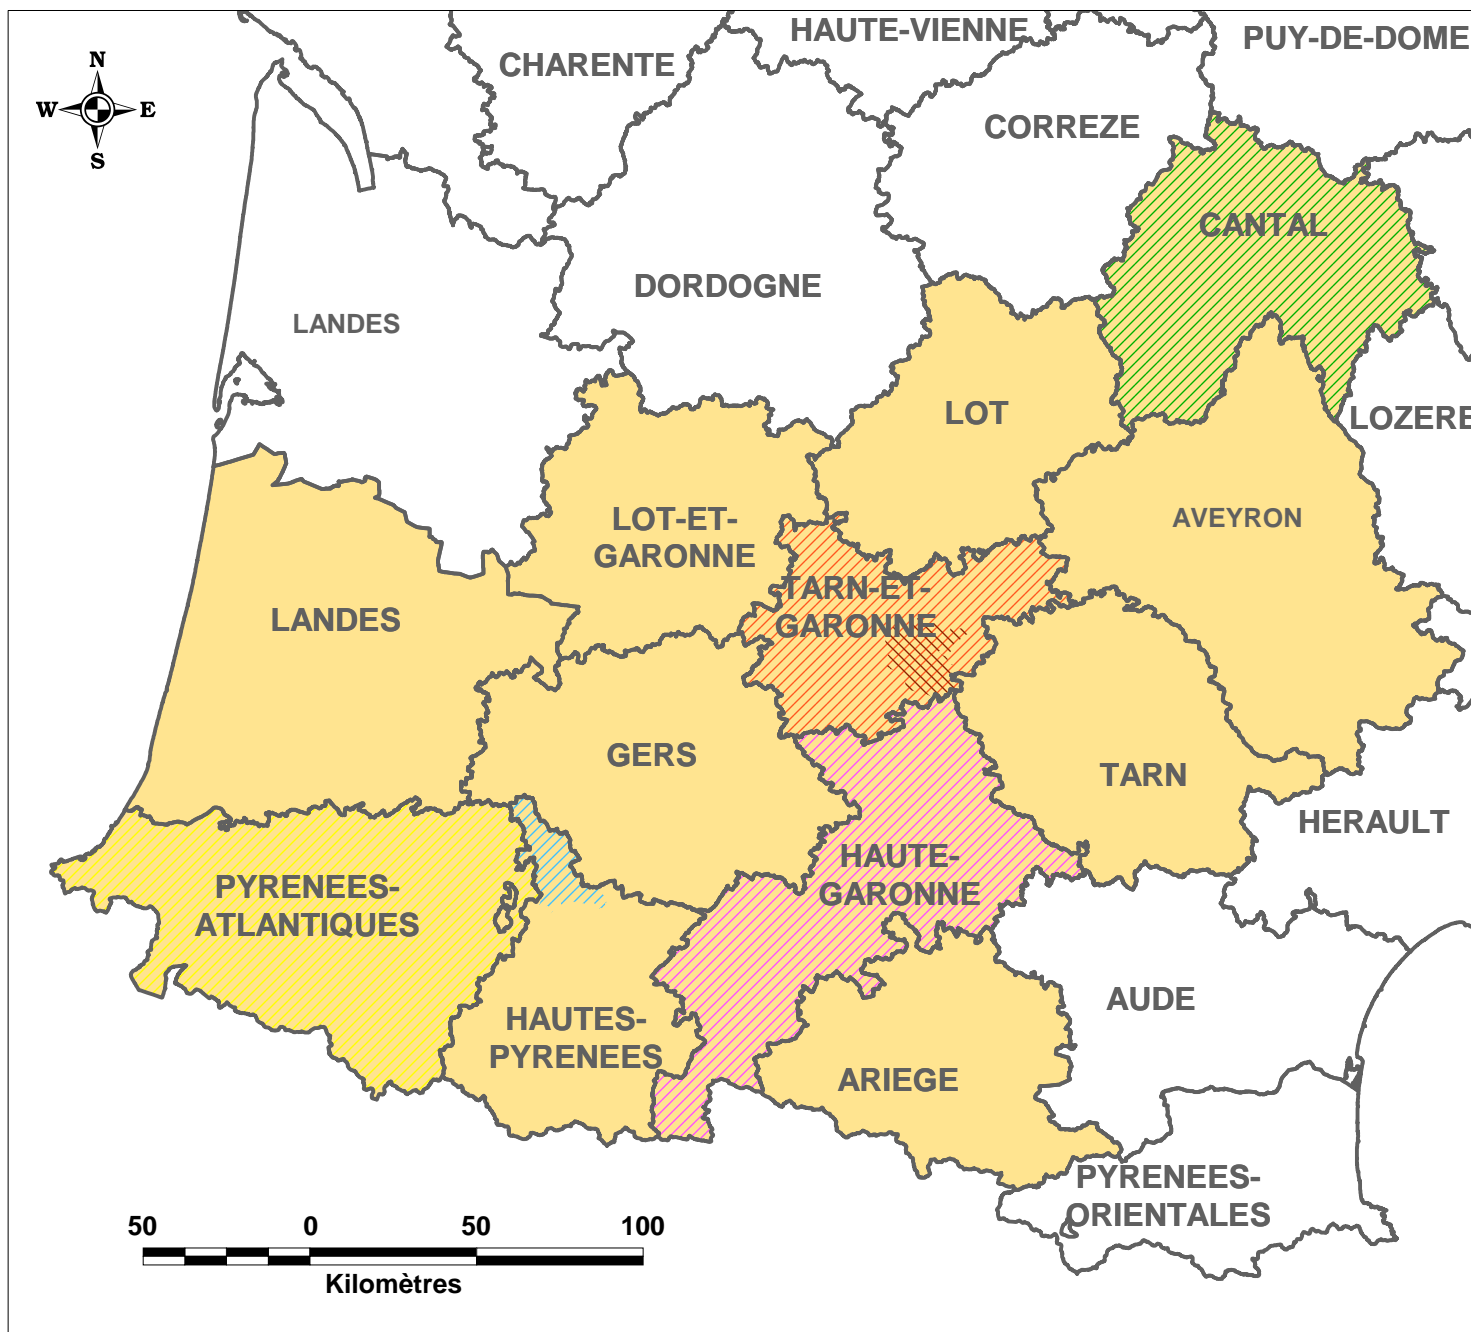 HAUTE-VIENNE
PUY-DE-DOME
CHARENTE
N
W E
S
CORREZE
CANTAL
DORDOGNE
LANDES
LOT
LOZERE
LOT-ET-
GARONNE
AVEYRON
TARN-ET-
GARONNE
LANDES
GERS
TARN
HERAULT
HAUTE-
GARONNE
PYRENEES-
ATLANTIQUES
AUDE
HAUTES-
PYRENEES
ARIEGE
PYRENEES-
ORIENTALES
50 0 50 100
Kilomètres